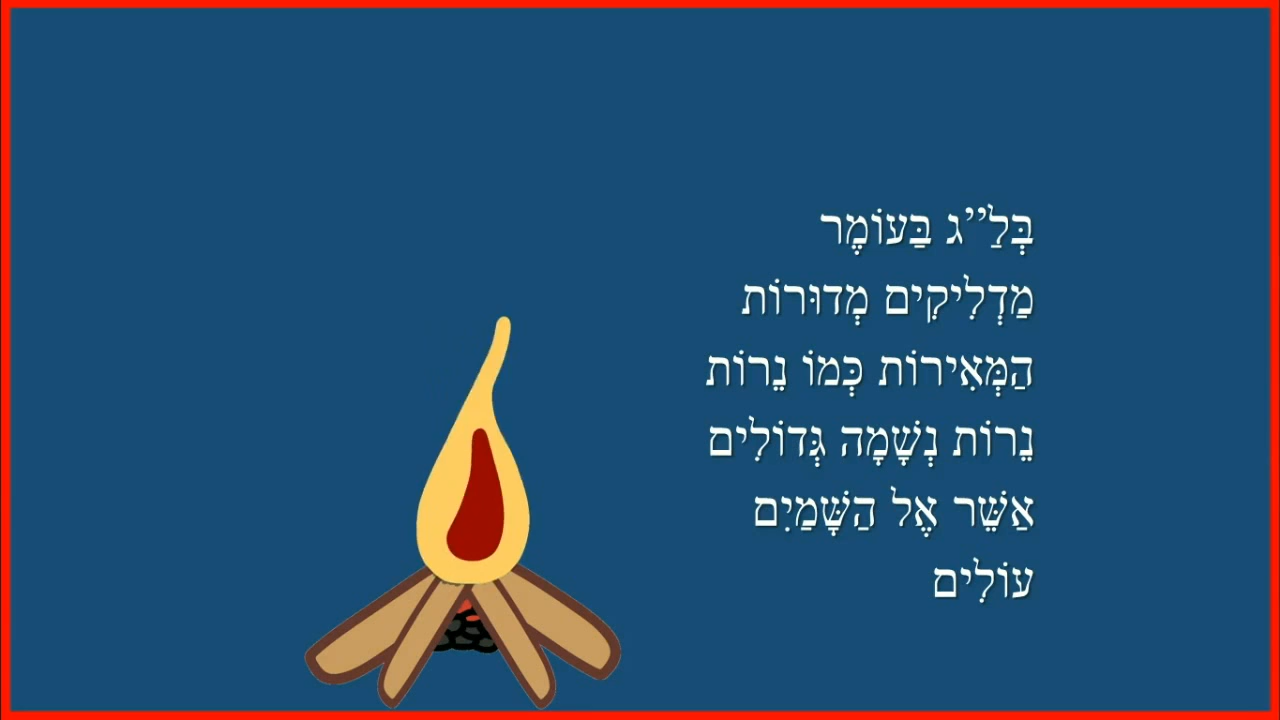 בְּלַ''ג בַּעוֹמֶר
מַדְלִיקִים מְדוּרוֹת
הַמְּאִירוֹת כְּמוֹ נֵרוֹת
נֵרוֹת נְשָׁמָה גְּדוֹלִים
אַשֵּׁר אֶל הַשָּׁמַיִם
עוֹלִים